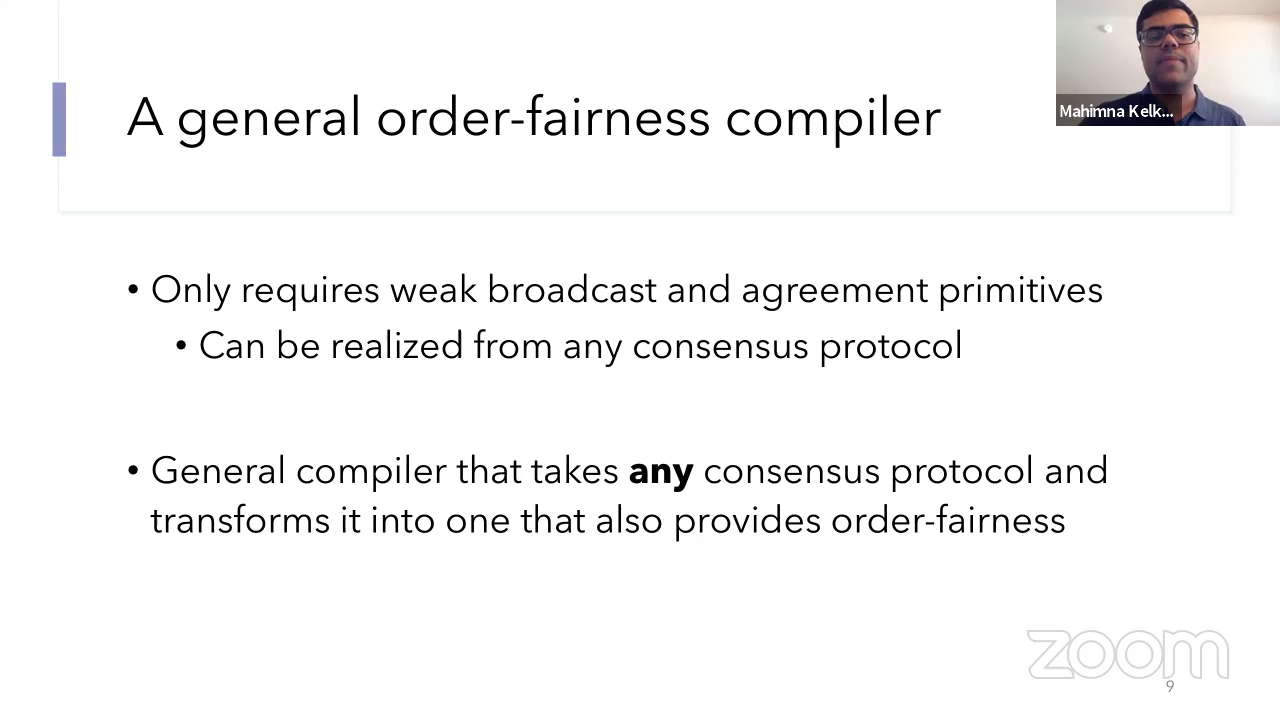 A general order-fairness compiler
Mahimna Kelk...
• Only requires weak broadcast and agreement primitives
• Can be realized from any consensus protocol
• General compiler that takes any consensus protocol and
transforms it into one that also provides order-fairness
zoom
9